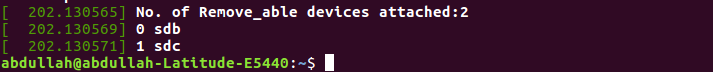 [  202.130565] No. of Remove_able devices attached:2
[  202.130569] 0 sdb
[  202.130571] 1 sdc
abdullah@abdullah-Latitude-E5440:~$